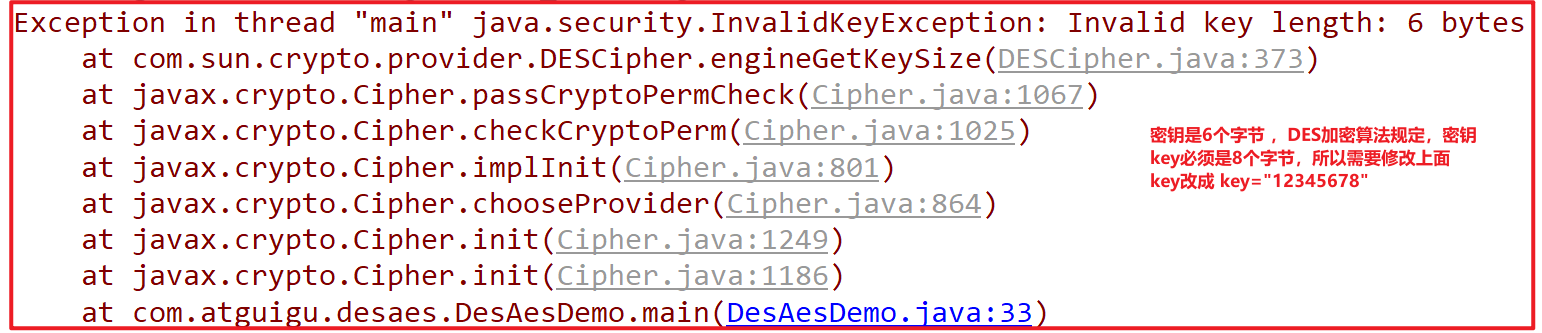 Exception in thread "main" java.security.InvalidKeyException: Invalid key length: 6 bytes
at com.sun.crypto.provider.DESCipher.engineGetKeySize(DESCipher.java:373)
at javax.crypto.Cipher.passCryptoPermCheck(Cipher.java:1067)
at javax.crypto.Cipher.checkCryptoPerm(Cipher.java:1025)
at javax.crypto.Cipher.implInit(Cipher.java:801)
at javax.crypto.Cipher.chooseProvider(Cipher.java:864)
at javax.crypto.Cipher.init(Cipher.java:1249)
at javax.crypto.Cipher.init(Cipher.java:1186)
at com.atguigu.desaes.DesAesDemo.main(DesAesDemo.java:33)
密钥是6个字节 ，DES加密算法规定，密钥
key必须是8个字节，所以需要修改上面
key改成 key="12345678"